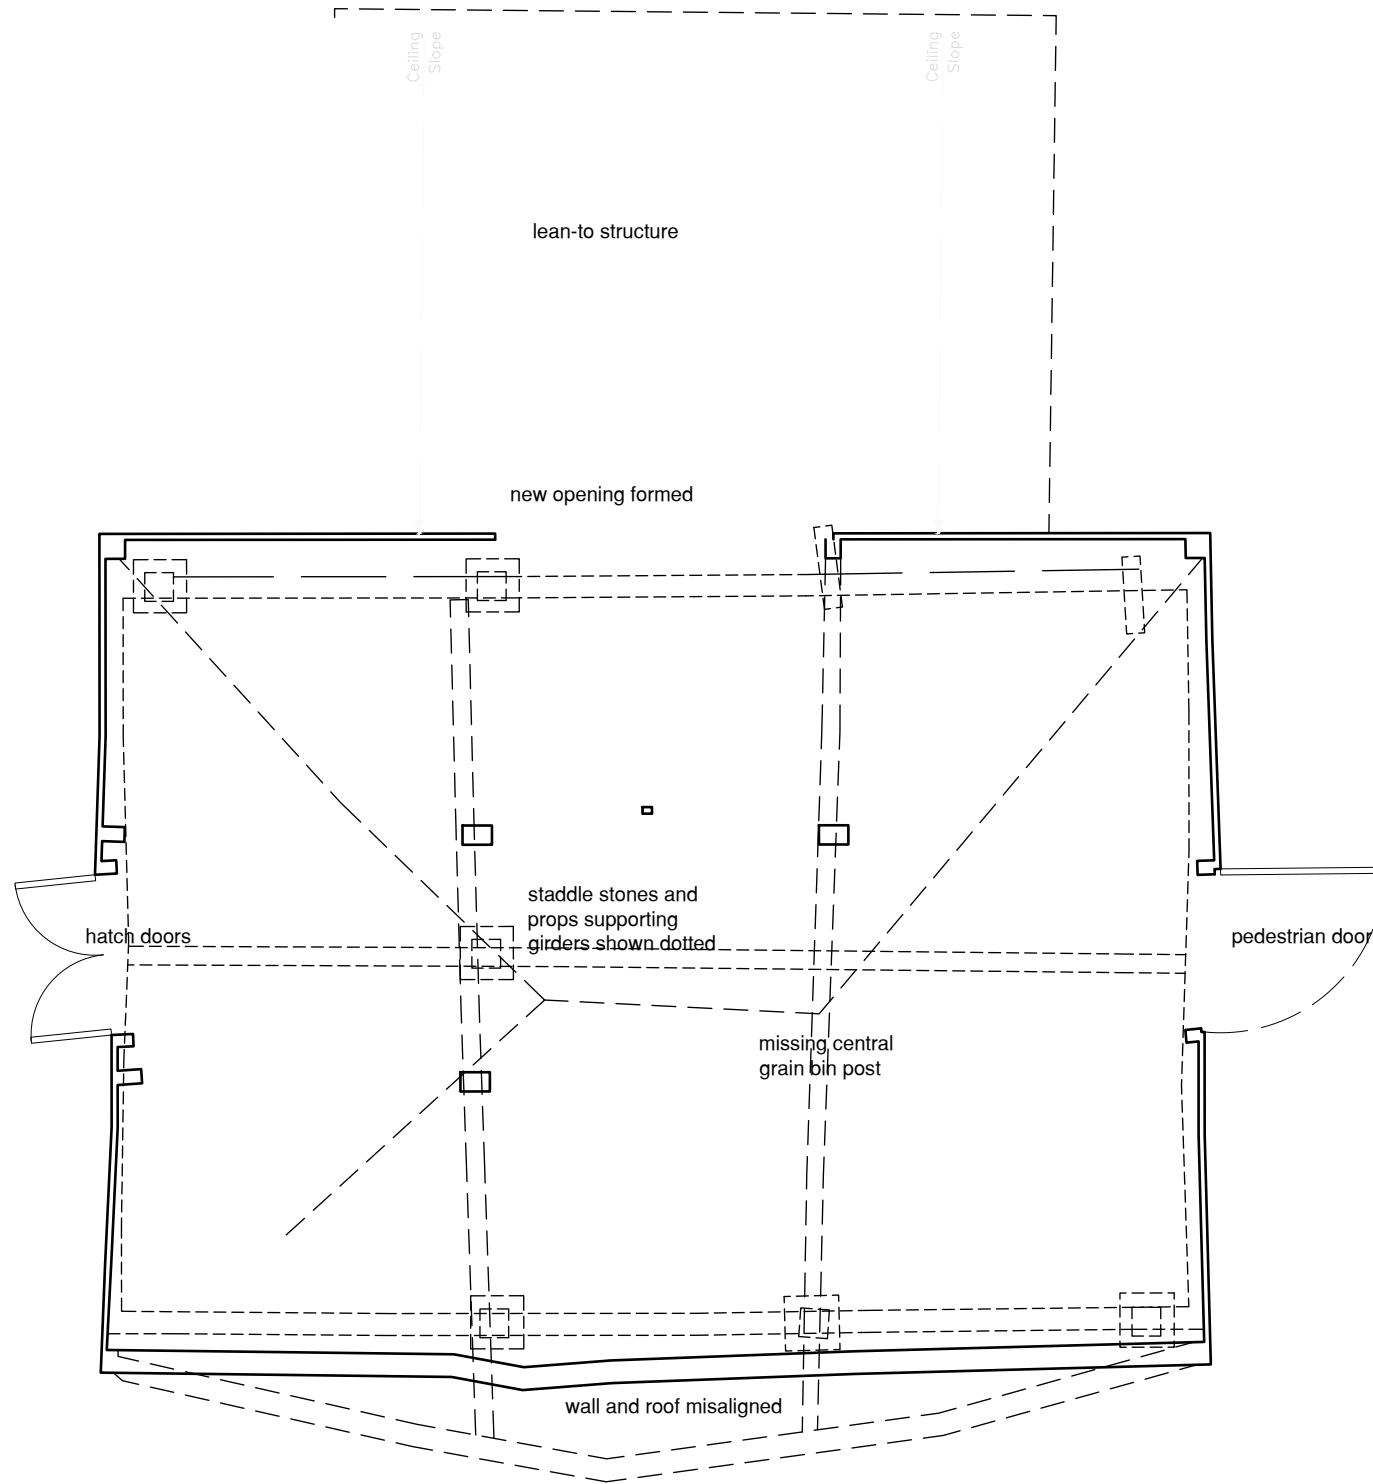 Ceiling
Slope
Ceiling
Slope
lean-to structure
new opening formed
staddle stones and
props supporting
girders shown dotted
hatch doors
pedestrian door
missing central
grain bin post
wall and roof misaligned